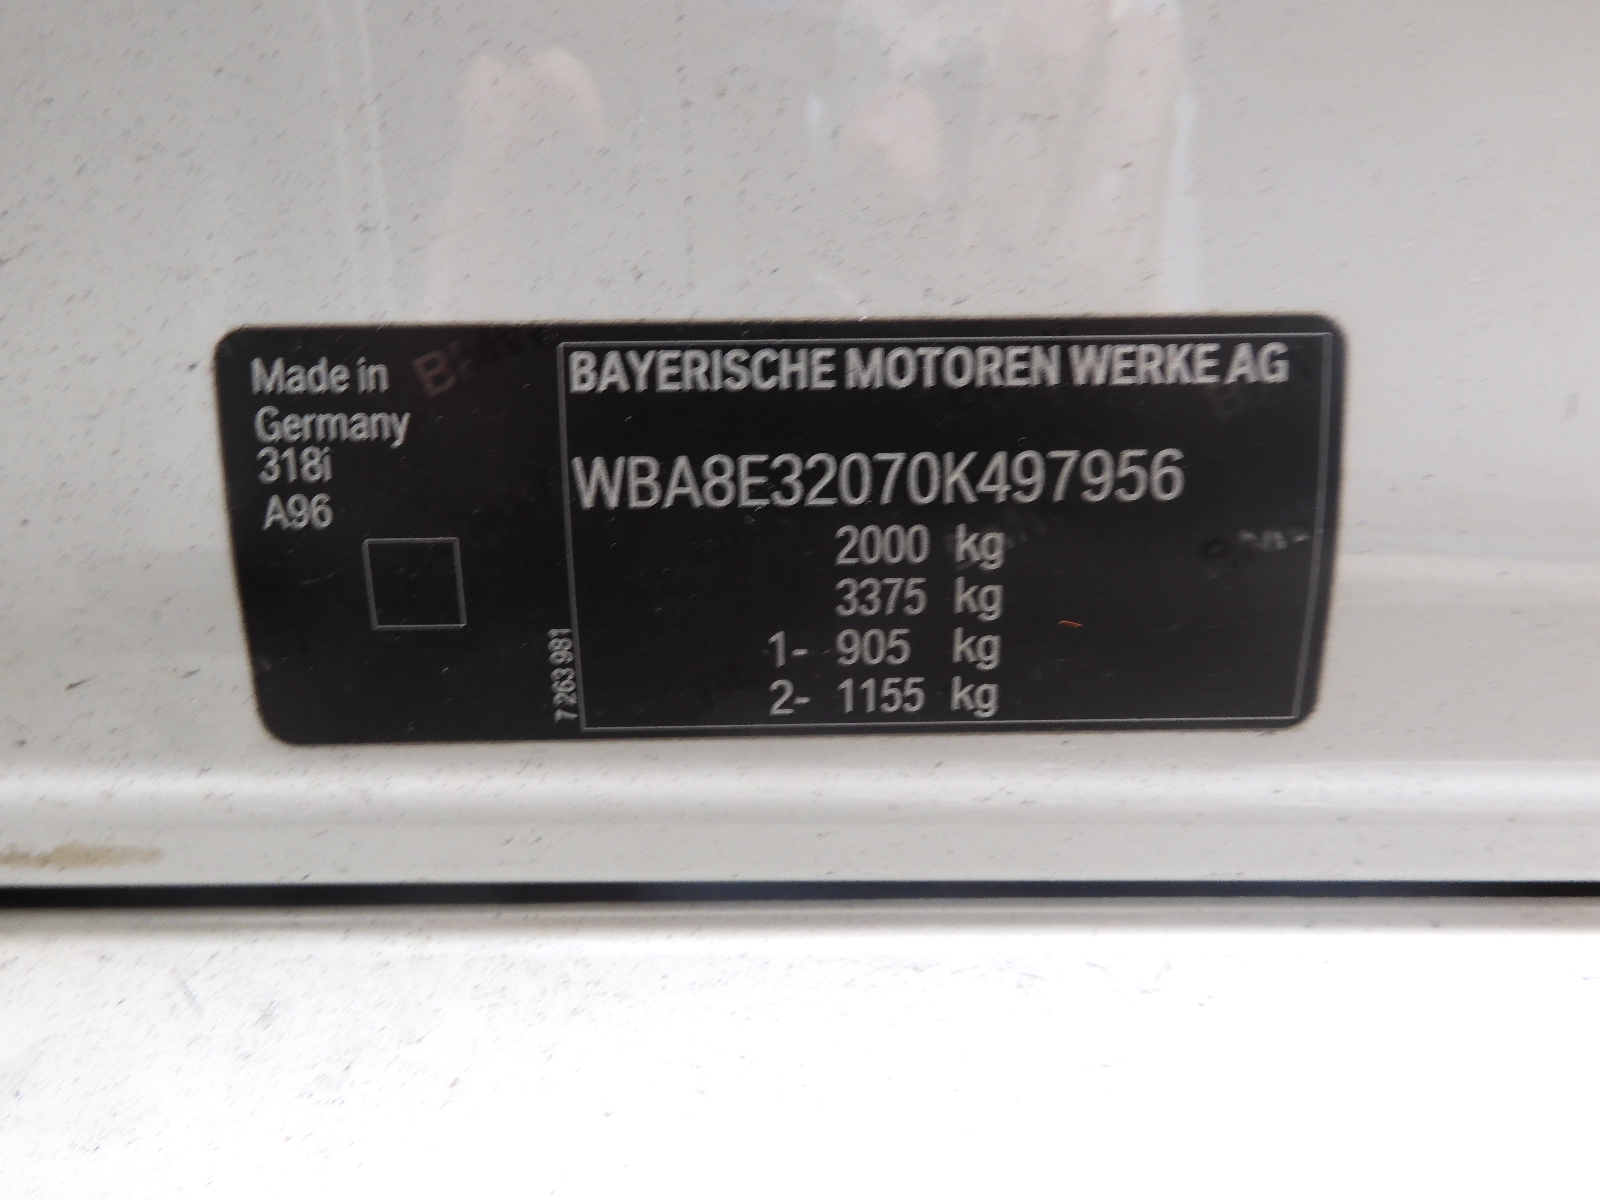 Made in
Germany
318i
A96
7 263 981
BAYERISCHE MOTOREN WERKE AG
WBA8E32070K497956
2000 kg
3375 kg
1- 905 kg
2- 1155 kg